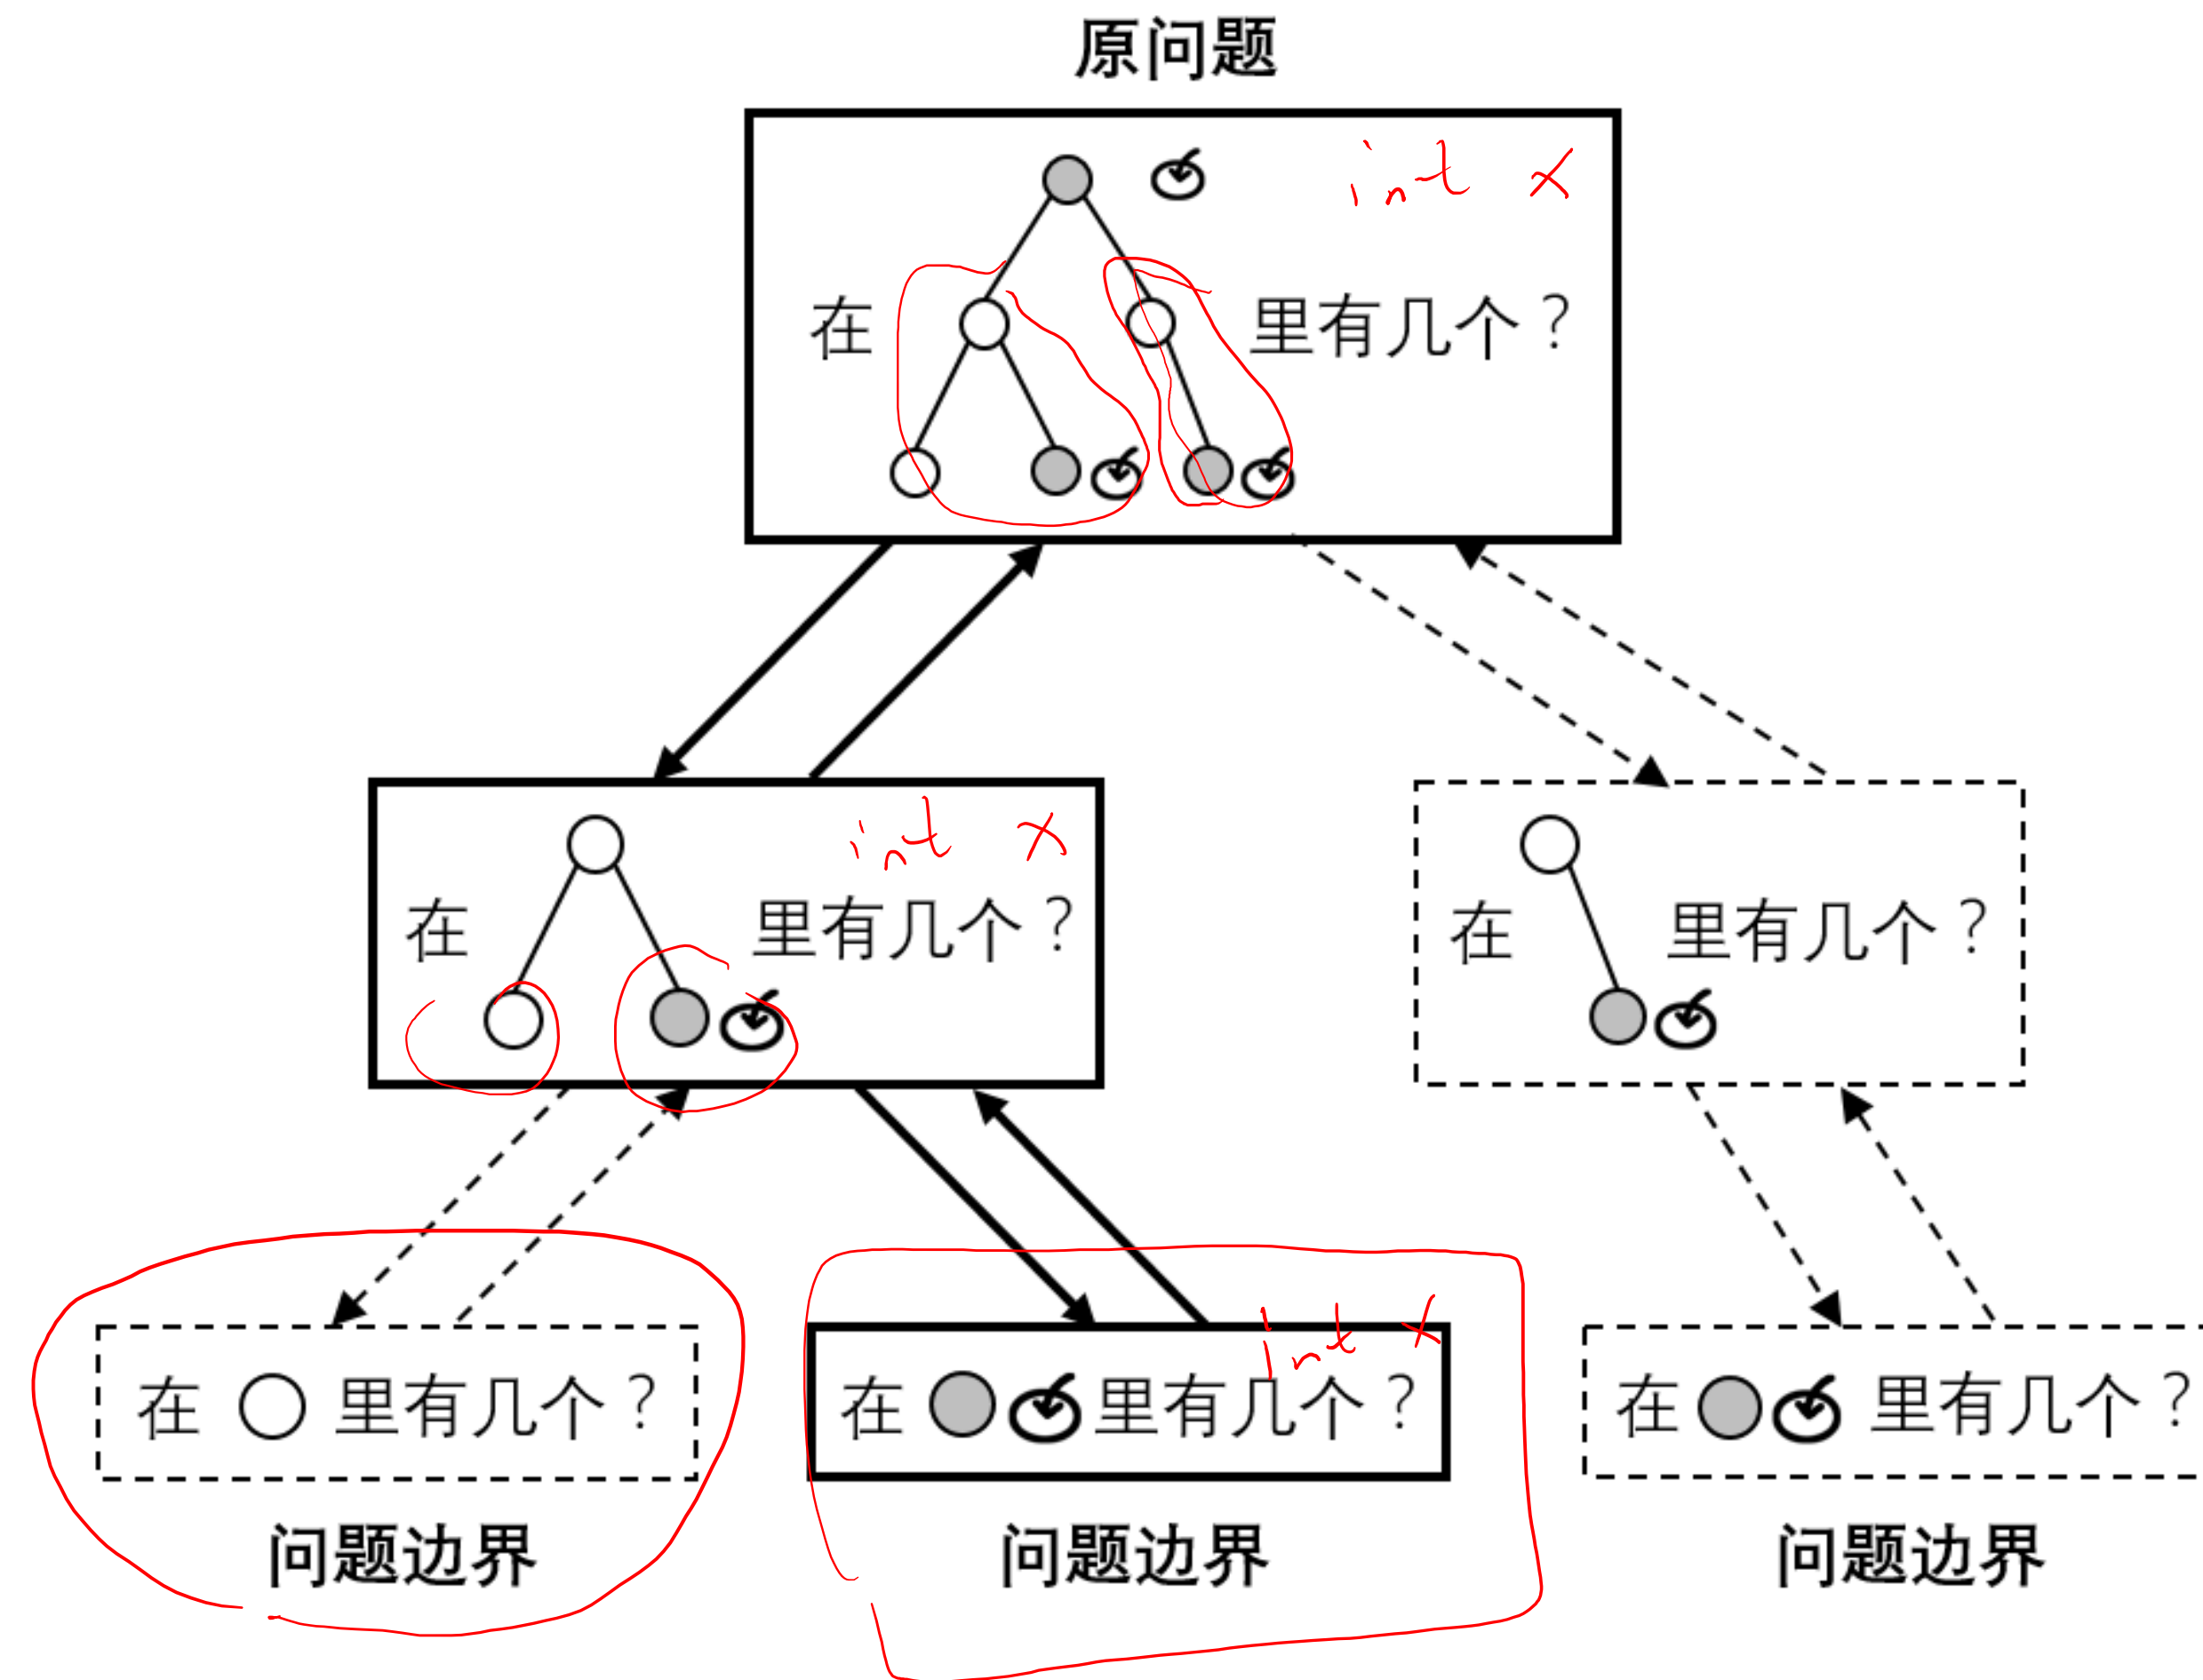 原问题
int x
在 里有几个？
int x
在 里有几个？
在 里有几个？
int x
在 里有几个？
在 里有几个？
在 里有几个？
问题边界
问题边界
问题边界